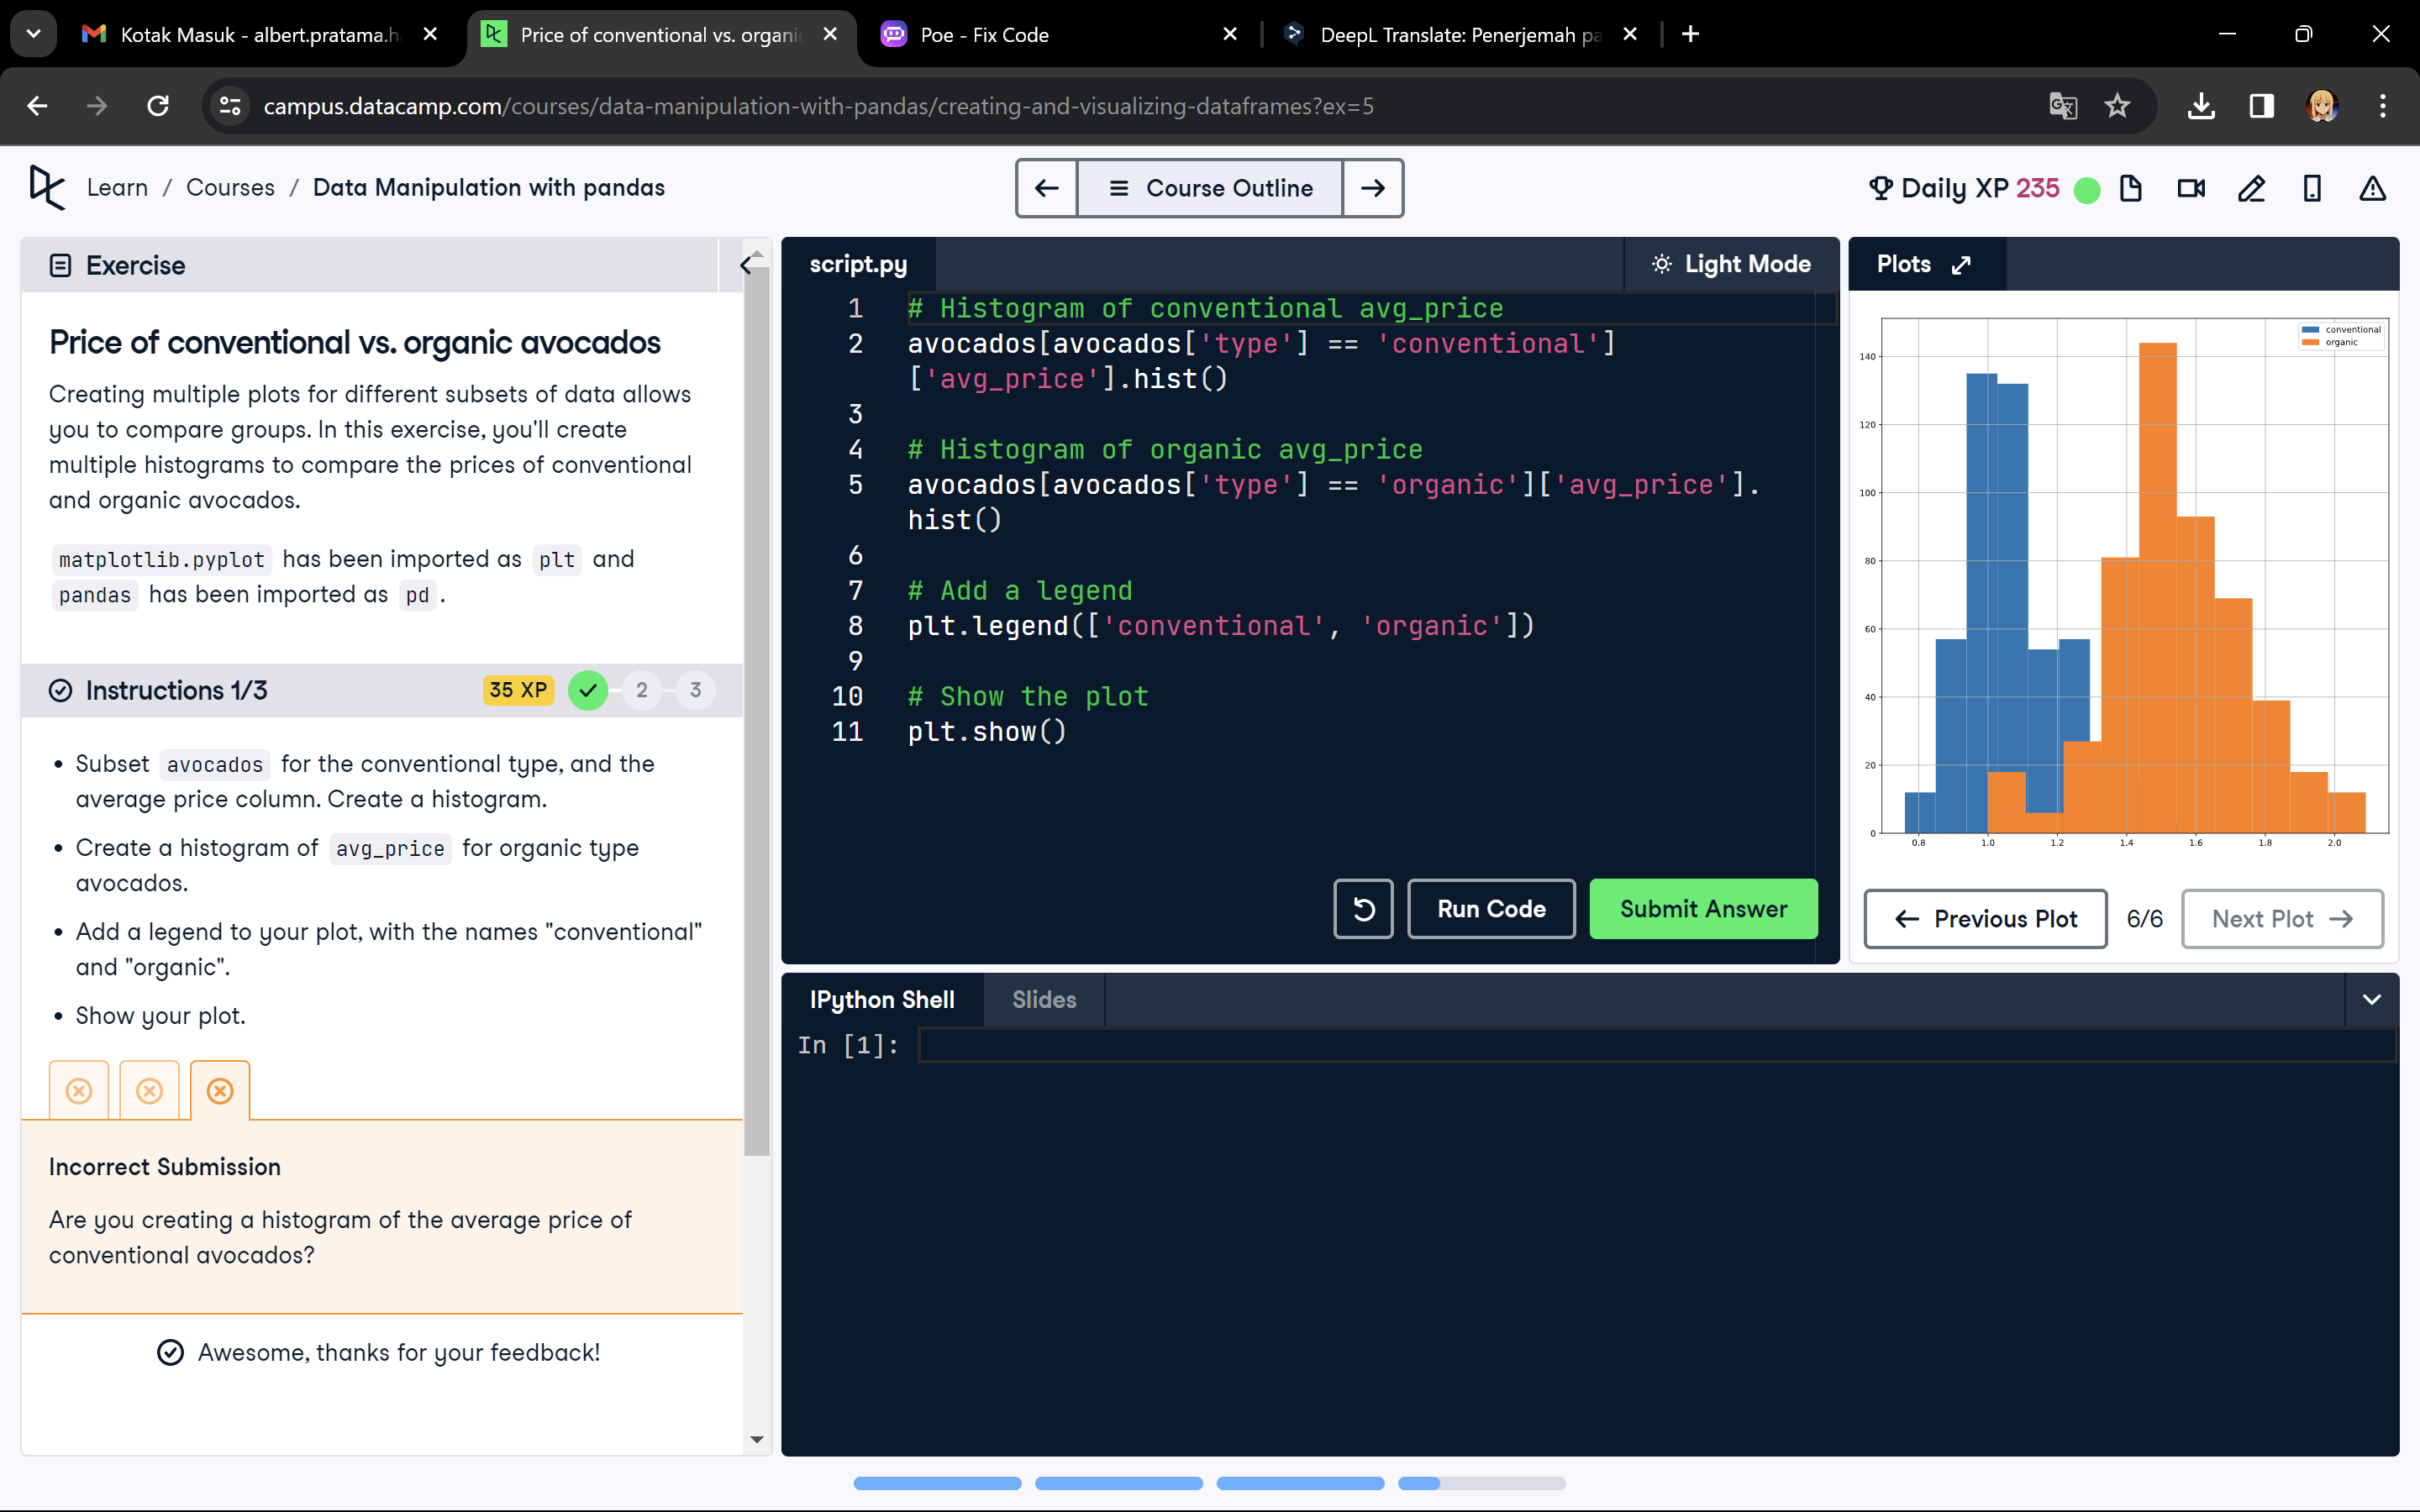 Kotak Masuk - albert.pratama.h
Price of conventional vs. organi
Poe - Fix Code
DeepL Translate: Penerjemah pa
campus.datacamp.com/courses/data-manipulation-with-pandas/creating-and-visualizing-dataframes?ex=5
Learn / Courses / Data Manipulation with pandas
Course Outline
Daily XP 235
Exercise
Price of conventional vs. organic avocados
Creating multiple plots for different subsets of data allows
you to compare groups. In this exercise, you'll create
multiple histograms to compare the prices of conventional
and organic avocados.
matplotlib.pyplot has been imported as plt and
pandas has been imported as pd.
Instructions 1/3
35 XP
2
3
• Subset avocados for the conventional type, and the
average price column. Create a histogram.
• Create a histogram of avg_price for organic type
avocados.
• Add a legend to your plot, with the names "conventional"
and "organic".
• Show your plot.
Incorrect Submission
Are you creating a histogram of the average price of
conventional avocados?
Awesome, thanks for your feedback!
script.py
Light Mode
1 # Histogram of conventional avg_price
2 avocados[avocados['type'] == 'conventional']
['avg_price'].hist()
3
4 # Histogram of organic avg_price
5 avocados[avocados['type'] == 'organic']['avg_price'].
hist()
6
7 # Add a legend
8 plt.legend(['conventional', 'organic'])
9
10 # Show the plot
11 plt.show()
Run Code
Submit Answer
Plots
conventional
organic
140
120
100
80
60
40
20
0
0.8 1.0 1.2 1.4 1.6 1.8 2.0
Previous Plot
6/6
Next Plot
IPython Shell
Slides
In [1]: